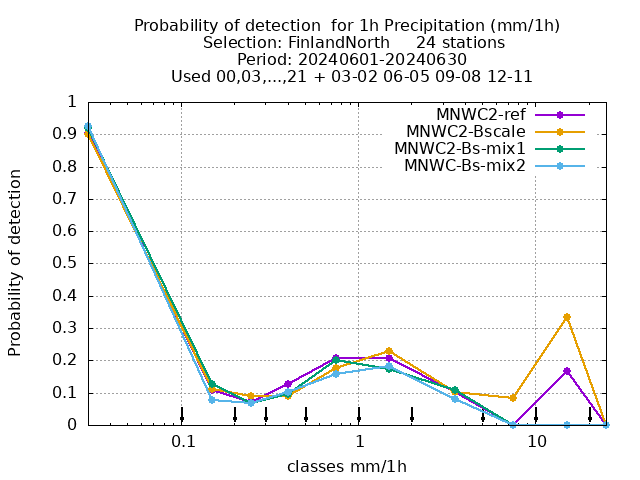 Probability of detection  for 1h Precipitation (mm/1h)
Selection: FinlandNorth     24 stations
Period: 20240601-20240630
Used 00,03,...,21 + 03-02 06-05 09-08 12-11
MNWC2-ref
MNWC2-Bscale
MNWC2-Bs-mix1
MNWC-Bs-mix2
Probability of detection
1
0.9
0.8
0.7
0.6
0.5
0.4
0.3
0.2
0.1
0
0.1 1 10
classes mm/1h